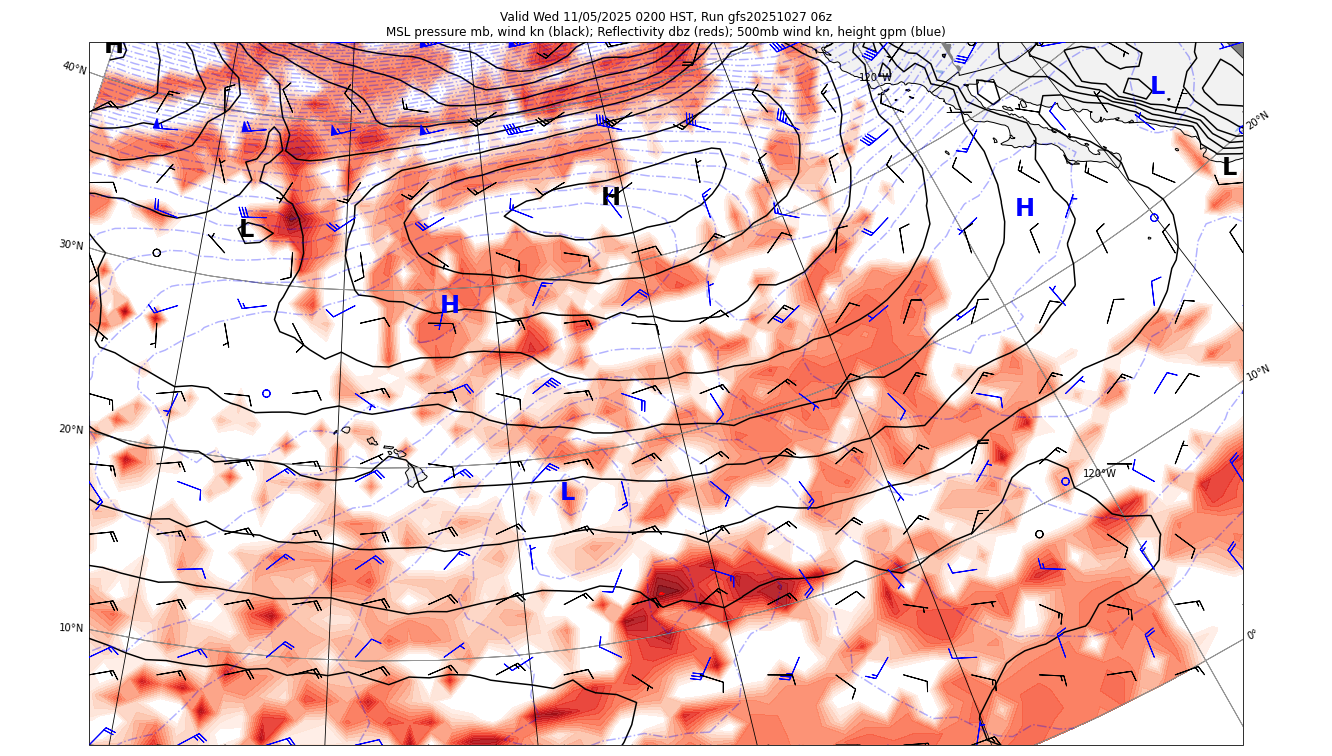 Valid Wed 11/05/2025 0200 HST, Run gfs20251027 06z
MSL pressure mb, wind kn (black); Reflectivity dbz (reds); 500mb wind kn, height gpm (blue)
H
40°N
120°W
L
20°N
L
H
H
L
30°N
H
10°N
20°N
120°W
L
10°N
0°